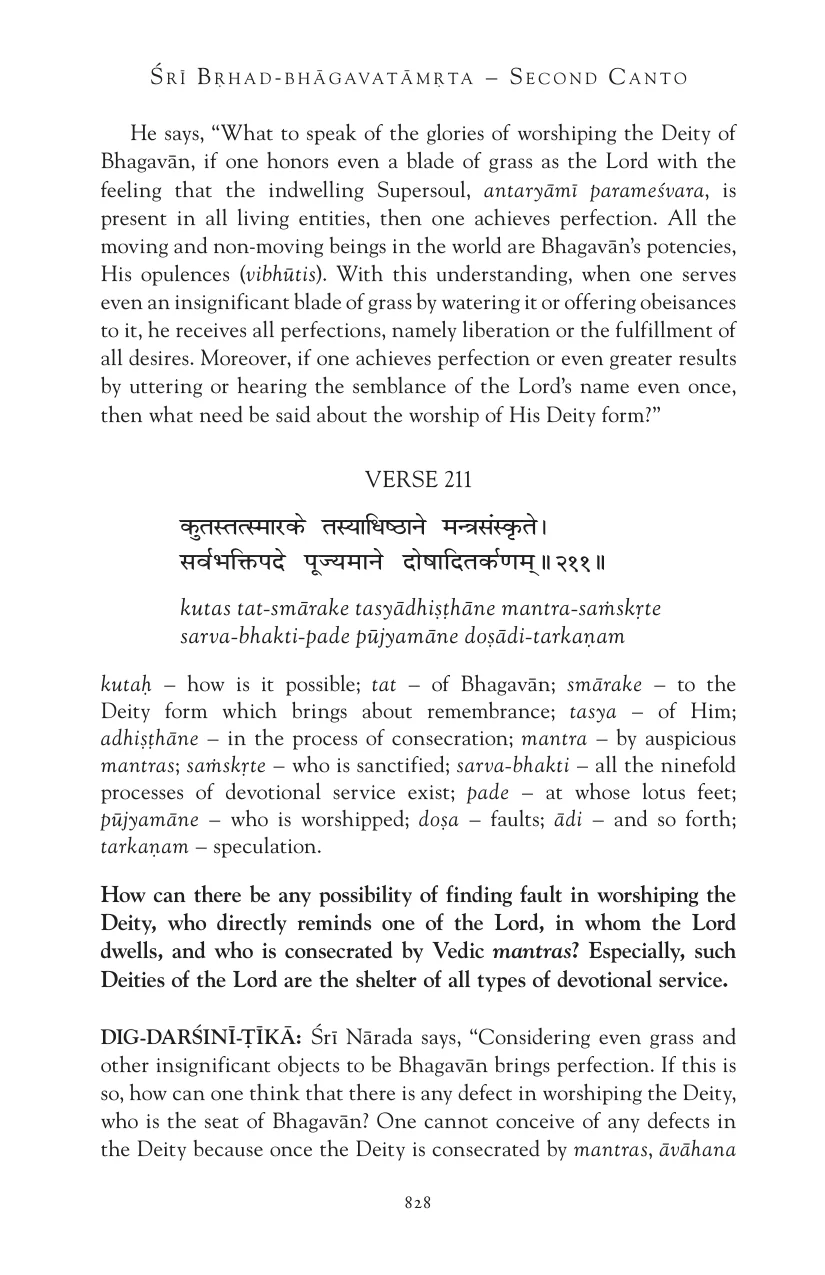 ŚRĪ BṚHAD-BHĀGAVATĀMṚTA – SECOND CANTO
He says, “What to speak of the glories of worshiping the Deity of
Bhagavān, if one honors even a blade of grass as the Lord with the
feeling that the indwelling Supersoul, antaryāmī parameśvara, is
present in all living entities, then one achieves perfection. All the
moving and non-moving beings in the world are Bhagavān’s potencies,
His opulences (vibhūtis). With this understanding, when one serves
even an insignificant blade of grass by watering it or offering obeisances
to it, he receives all perfections, namely liberation or the fulfillment of
all desires. Moreover, if one achieves perfection or even greater results
by uttering or hearing the semblance of the Lord’s name even once,
then what need be said about the worship of His Deity form?”
VERSE 211
कुतस्तत्स्मारके तस्याधिष्ठाने मन्त्रसंस्कृते।
सर्वभक्तिपदे पूज्यमाने दोषादितर्कणम्॥२११॥
kutas tat-smārake tasyādhiṣṭhāne mantra-saṁskṛte
sarva-bhakti-pade pūjyamāne doṣādi-tarkaṇam
kutaḥ – how is it possible; tat – of Bhagavān; smārake – to the
Deity form which brings about remembrance; tasya – of Him;
adhiṣṭhāne – in the process of consecration; mantra – by auspicious
mantras; saṁskṛte – who is sanctified; sarva-bhakti – all the ninefold
processes of devotional service exist; pade – at whose lotus feet;
pūjyamāne – who is worshipped; doṣa – faults; ādi – and so forth;
tarkaṇam – speculation.
How can there be any possibility of finding fault in worshiping the
Deity, who directly reminds one of the Lord, in whom the Lord
dwells, and who is consecrated by Vedic mantras? Especially, such
Deities of the Lord are the shelter of all types of devotional service.
DIG-DARŚINĪ-ṬĪKĀ: Śrī Nārada says, “Considering even grass and
other insignificant objects to be Bhagavān brings perfection. If this is
so, how can one think that there is any defect in worshiping the Deity,
who is the seat of Bhagavān? One cannot conceive of any defects in
the Deity because once the Deity is consecrated by mantras, āvāhana
828